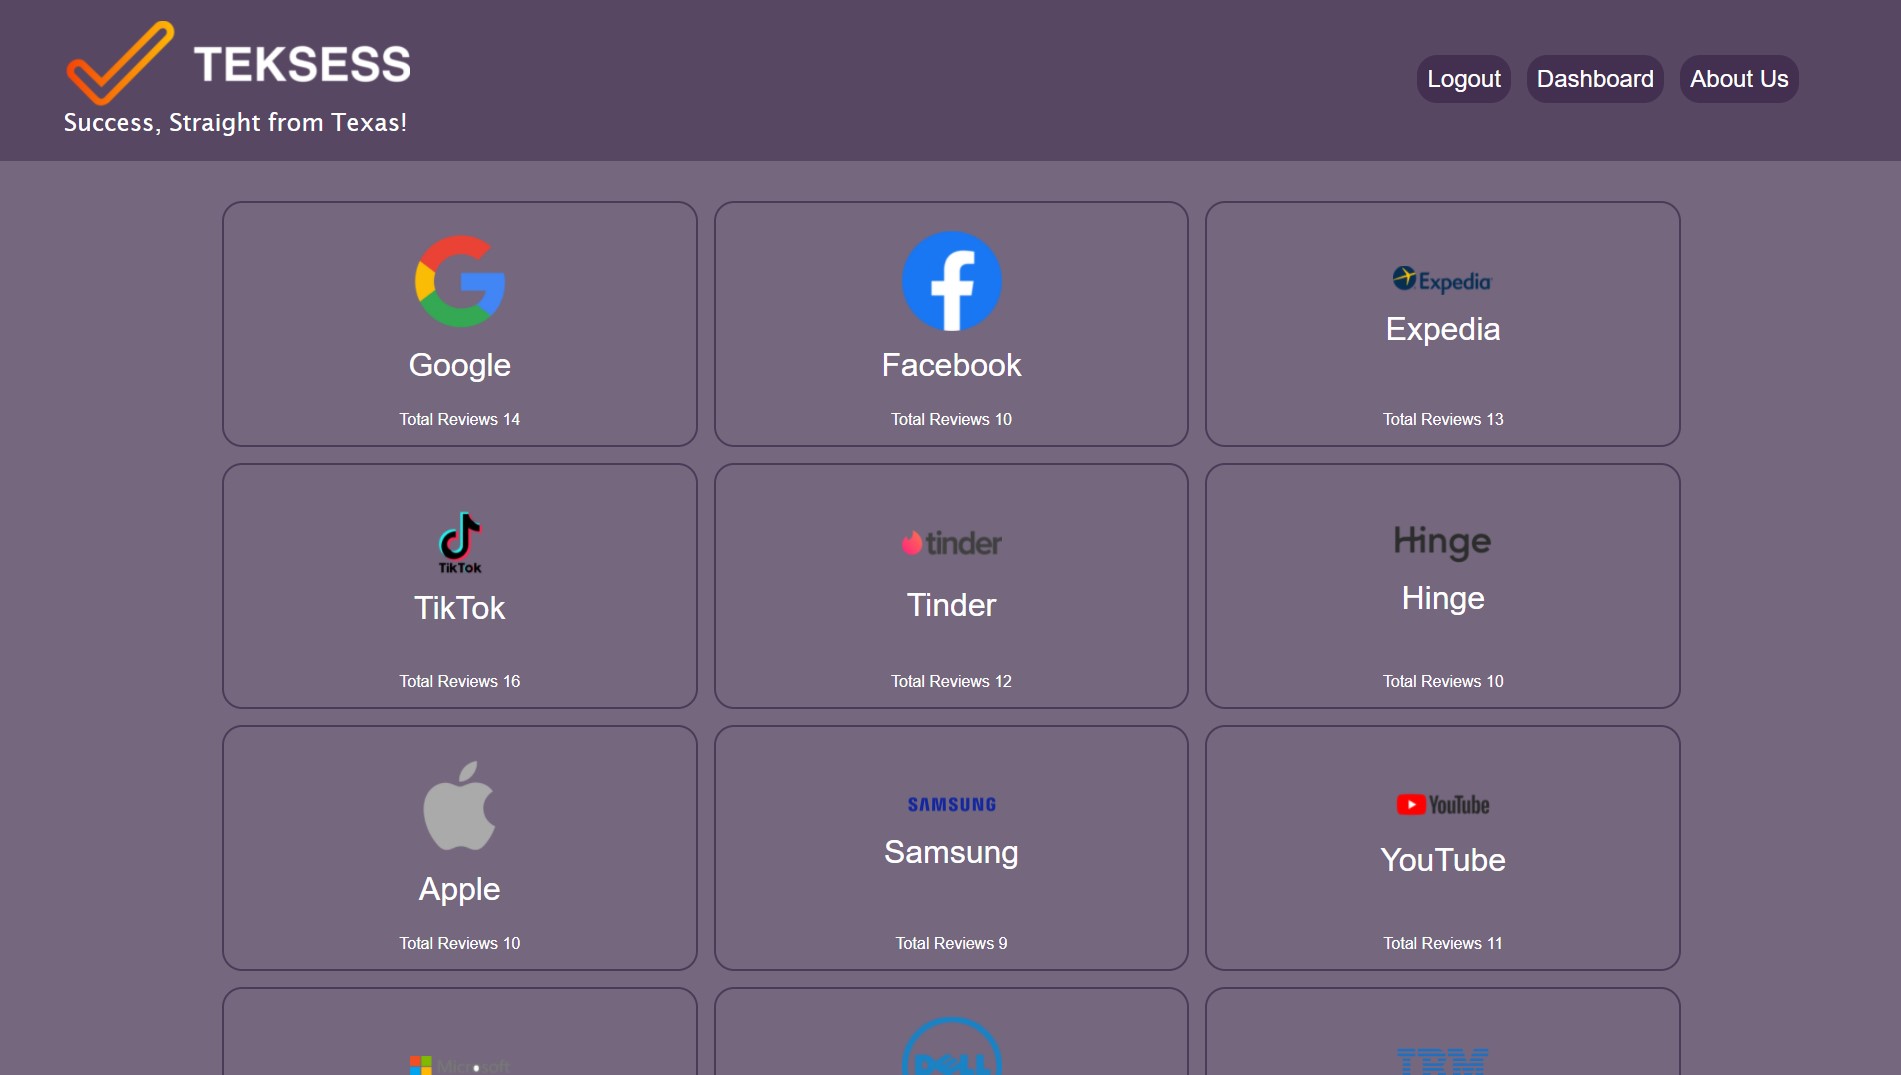 TEKSESS
Success, Straight from Texas!
Logout Dashboard About Us
Google
Total Reviews 14
Facebook
Total Reviews 10
Expedia
Expedia
Total Reviews 13
TikTok
TikTok
Total Reviews 16
tinder
Tinder
Total Reviews 12
Hinge
Hinge
Total Reviews 10
Apple
Total Reviews 10
SAMSUNG
Samsung
Total Reviews 9
YouTube
YouTube
Total Reviews 11
Microsoft
DELL
IBM